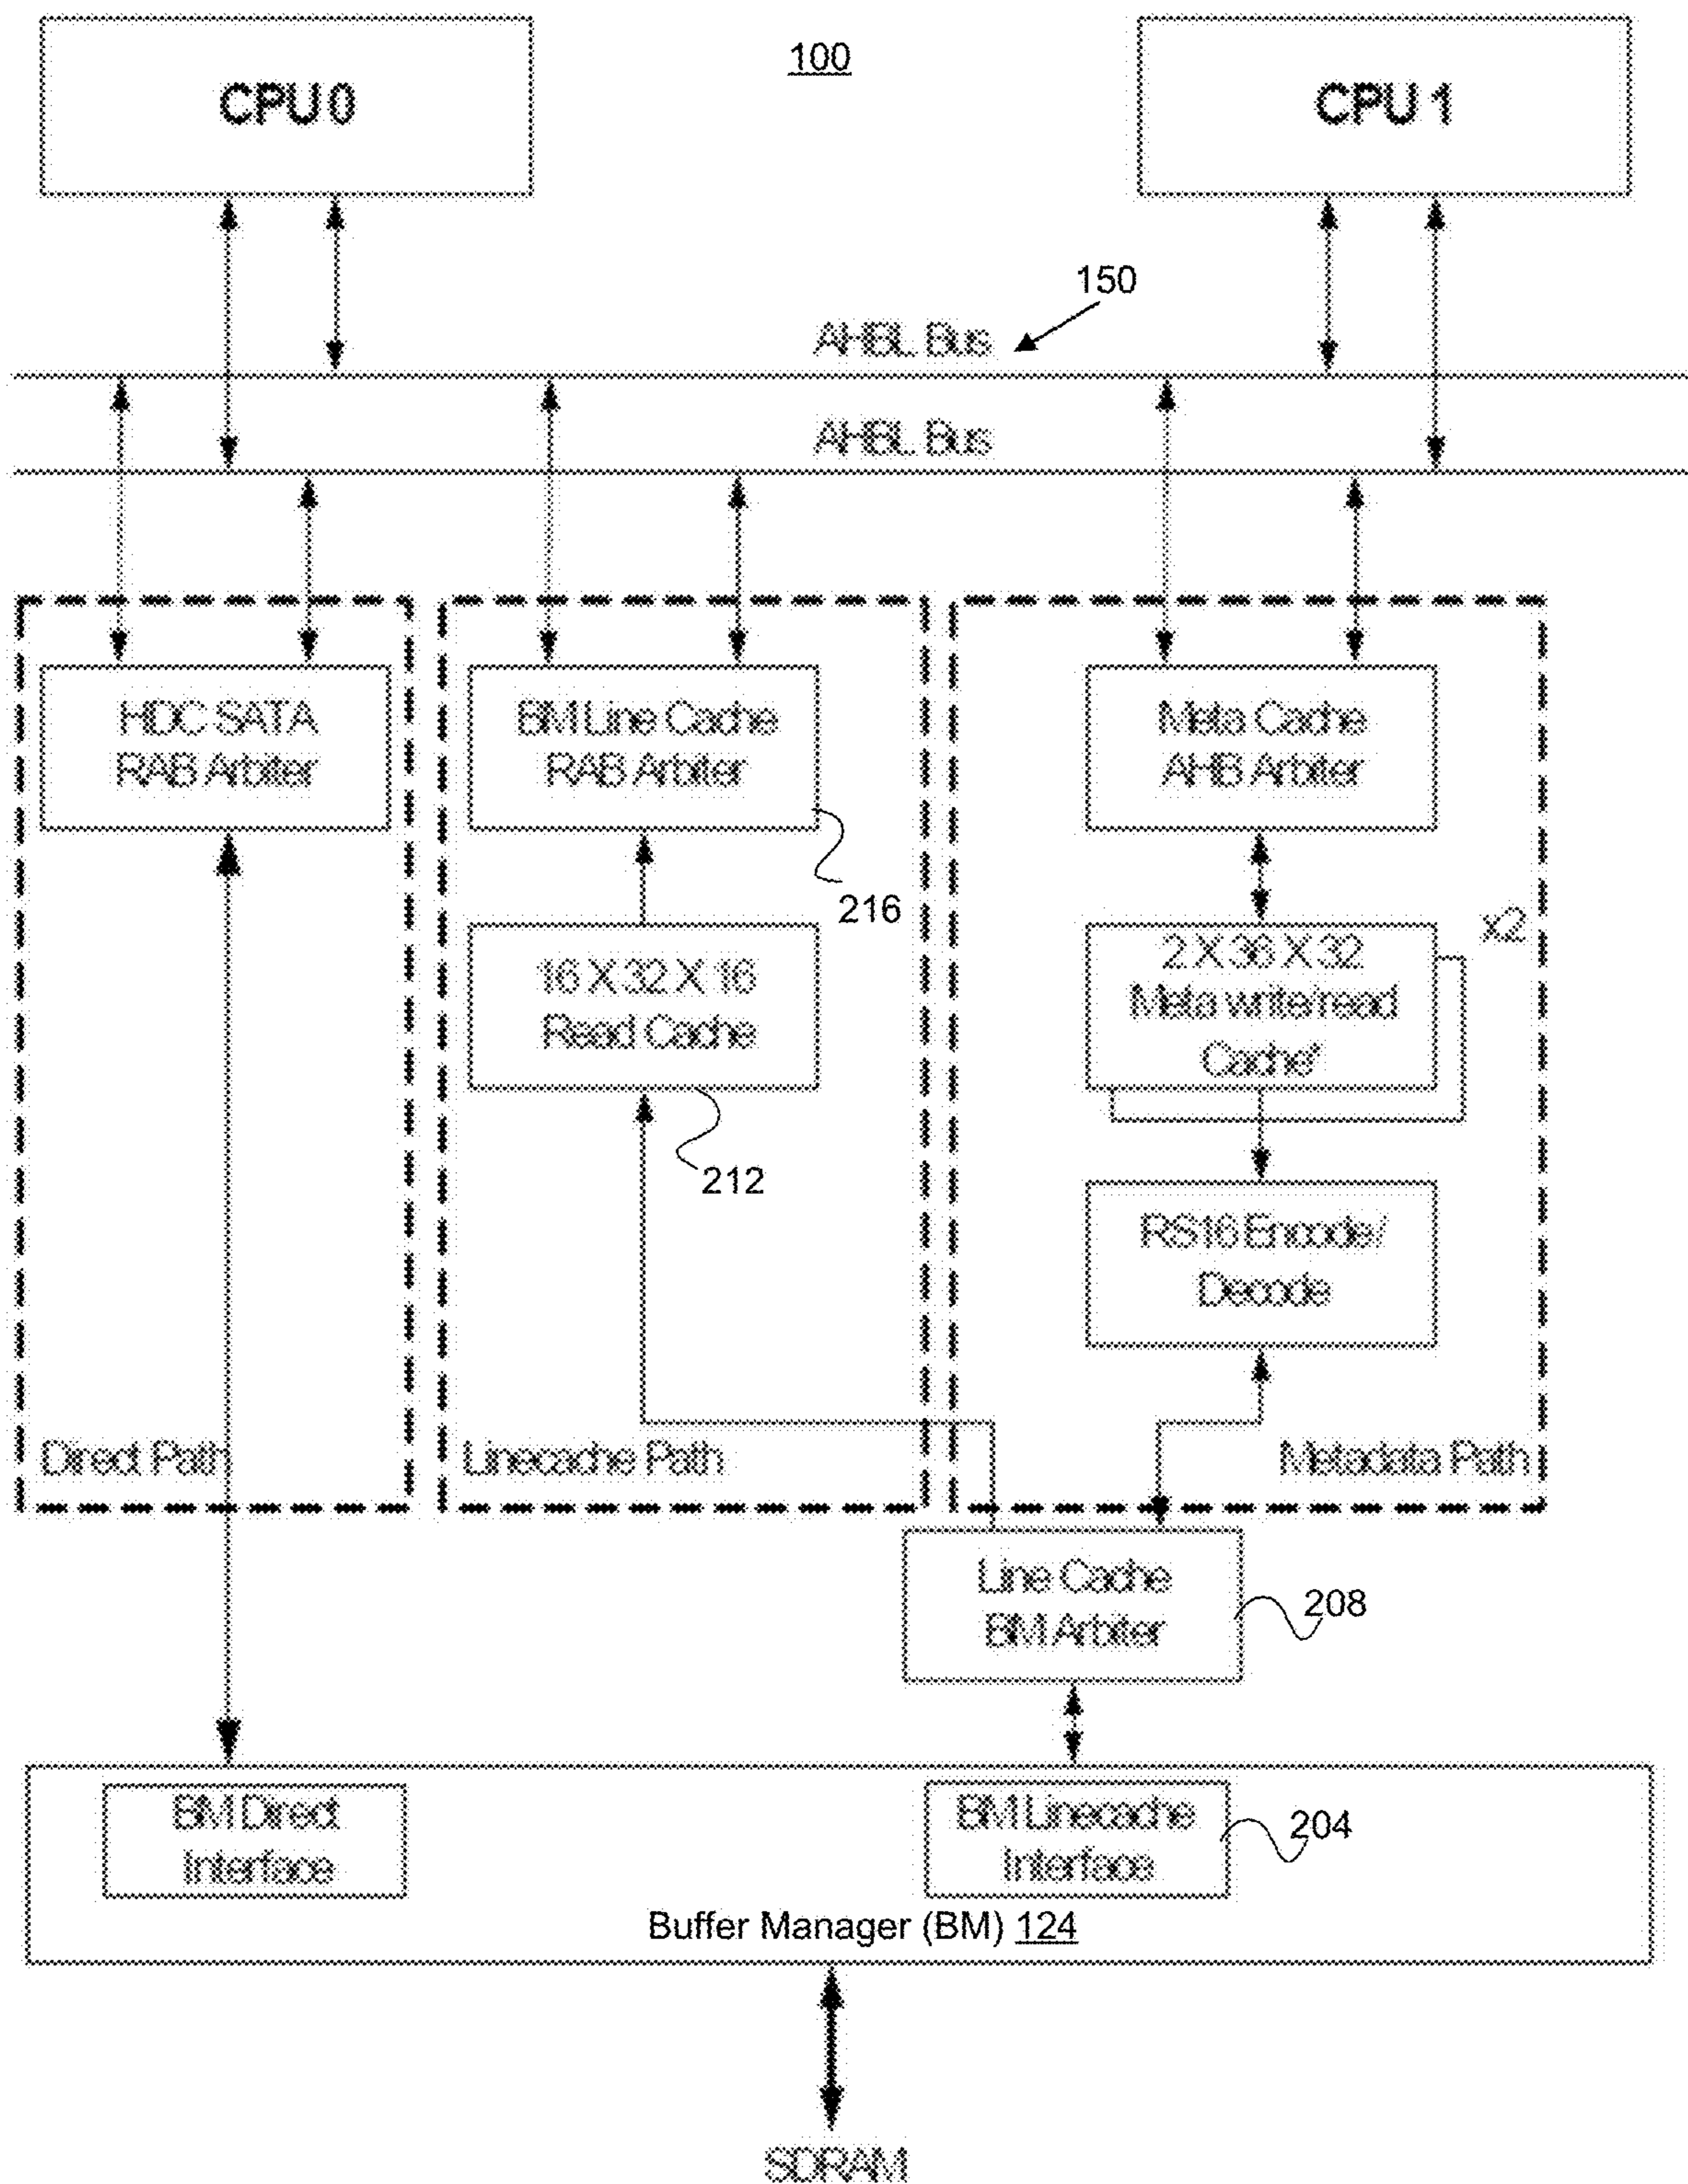 CPU 0
100
CPU 1
150
AHBL Bus
AHBL Bus
HDC SATA
RAB Arbiter
BM Line Cache
RAB Arbiter
Meta Cache
AHB Arbiter
216
x2
16 X 32 X 16
Read Cache
2 X 36 X 32
Meta write/read
Cache*
212
RS16 Encode/
Decode
Direct Path
Linecache Path
Metadata Path
Line Cache
BM Arbiter
208
BM Direct
Interface
BM Linecache
Interface
204
Buffer Manager (BM) 124
SDRAM